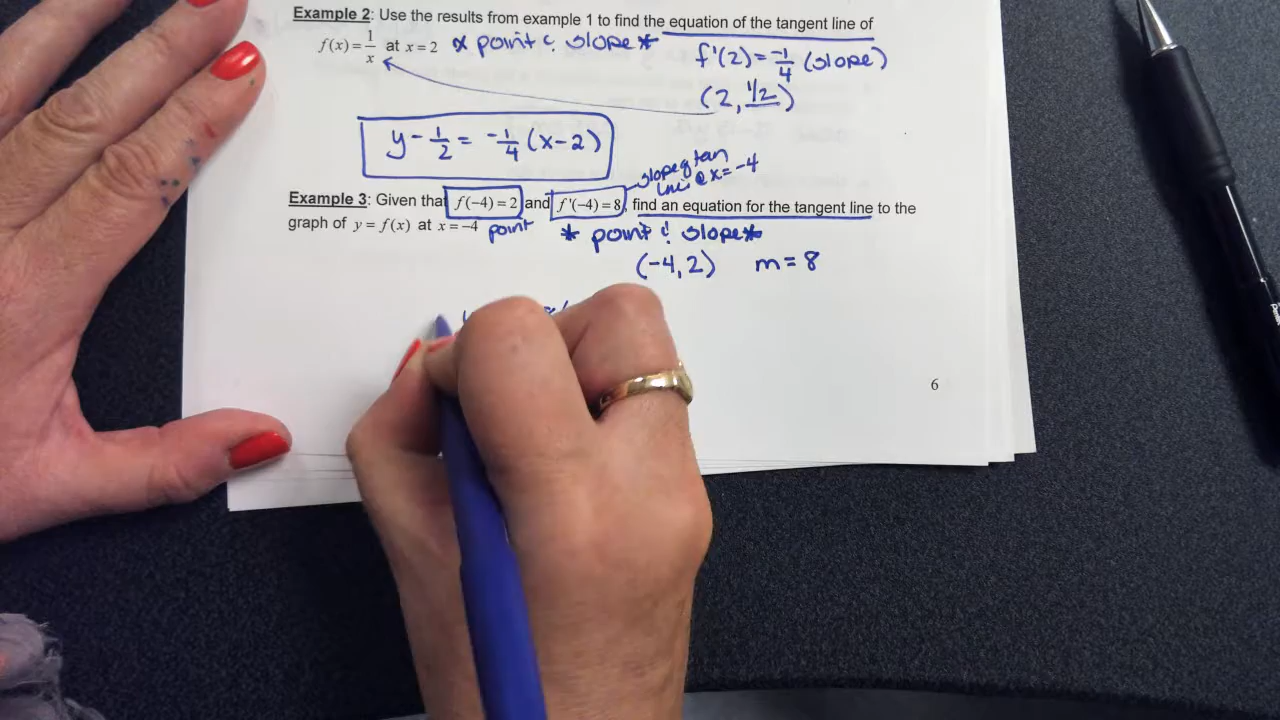 Example 2: Use the results from example 1 to find the equation of the tangent line of
f(x) = 1/x at x = 2 * point & slope*
f'(2) = -1/4 (slope)
(2, 1/2)
y - 1/2 = -1/4 (x - 2)
slope of tan
line @ x = -4
Example 3: Given that f(-4) = 2 and f'(-4) = 8, find an equation for the tangent line to the
graph of y = f(x) at x = -4 point
* point & slope*
(-4, 2) m = 8
6